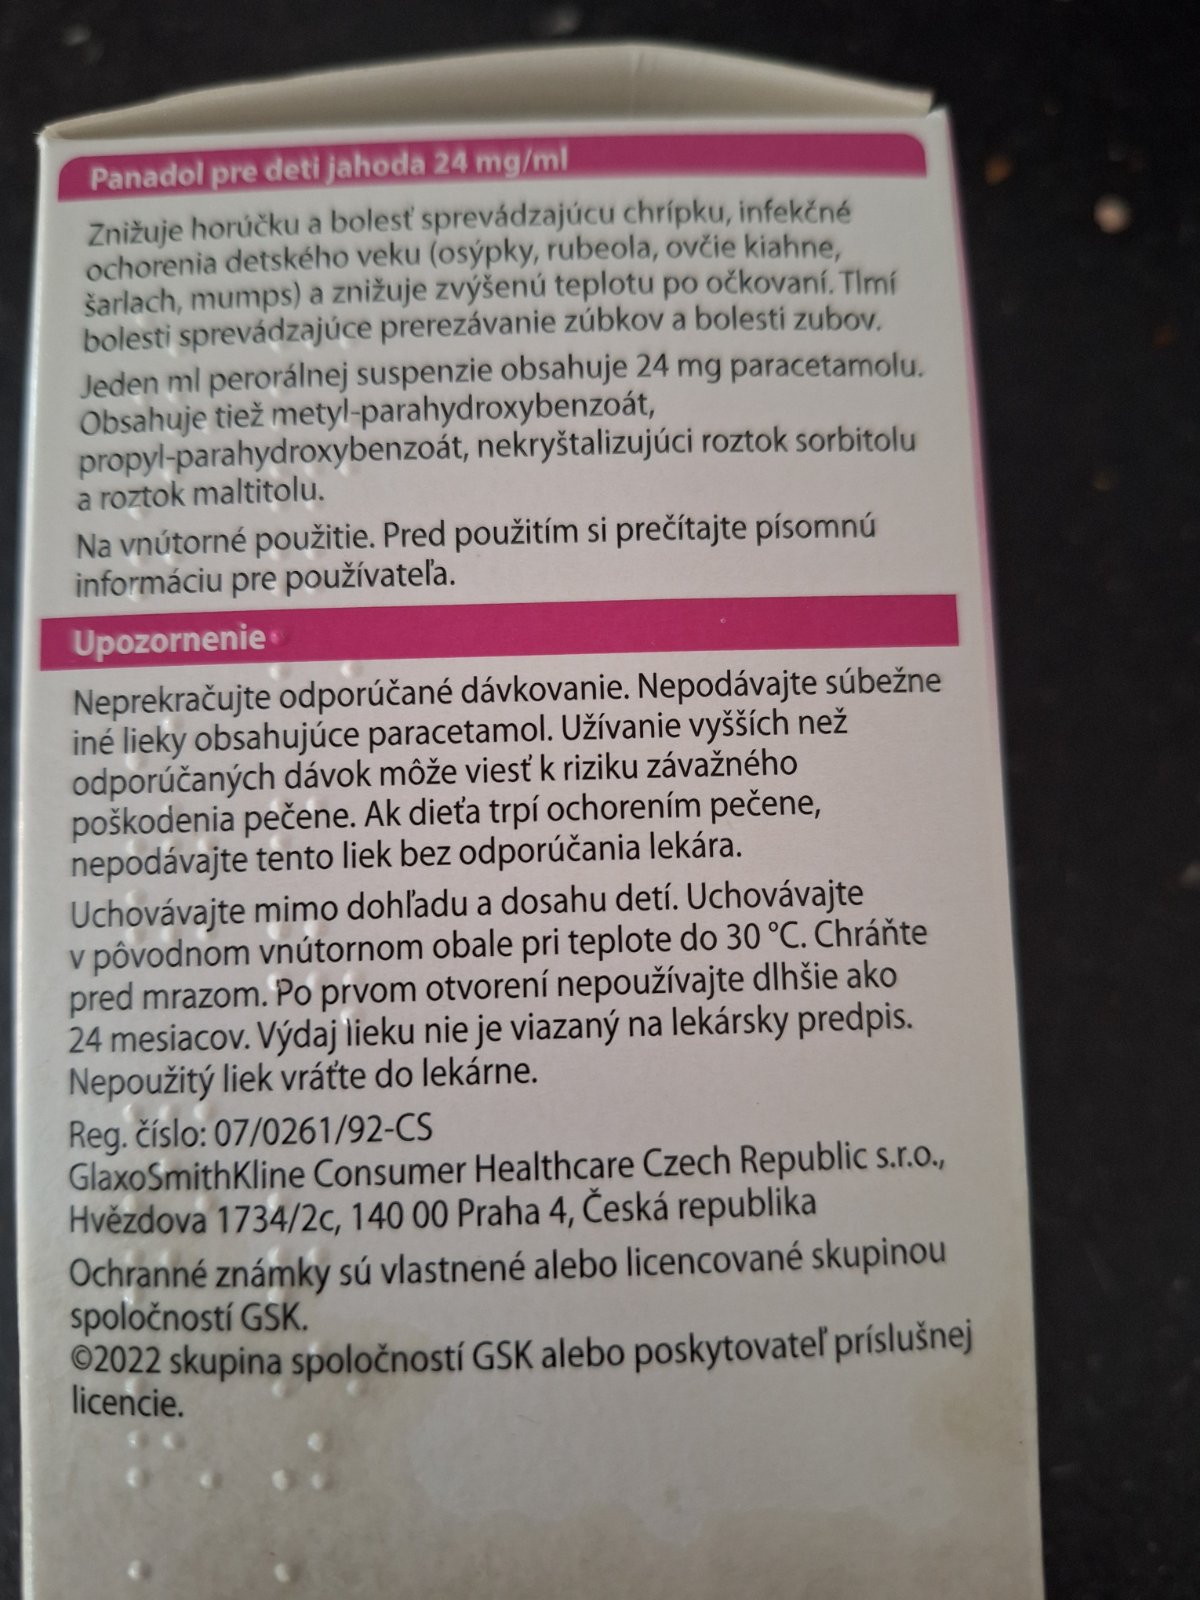 Panadol pre deti jahoda 24 mg/ml
Znižuje horúčku a bolesť sprevádzajúcu chrípku, infekčné
ochorenia detského veku (osýpky, rubeola, ovčie kiahne,
šarlach, mumps) a znižuje zvýšenú teplotu po očkovaní. Tlmí
bolesti sprevádzajúce prerezávanie zúbkov a bolesti zubov.
Jeden ml perorálnej suspenzie obsahuje 24 mg paracetamolu.
Obsahuje tiež metyl-parahydroxybenzoát,
propyl-parahydroxybenzoát, nekryštalizujúci roztok sorbitolu
a roztok maltitolu.
Na vnútorné použitie. Pred použitím si prečítajte písomnú
informáciu pre používateľa.
Upozornenie
Neprekračujte odporúčané dávkovanie. Nepodávajte súbežne
iné lieky obsahujúce paracetamol. Užívanie vyšších než
odporúčaných dávok môže viesť k riziku závažného
poškodenia pečene. Ak dieťa trpí ochorením pečene,
nepodávajte tento liek bez odporúčania lekára.
Uchovávajte mimo dohľadu a dosahu detí. Uchovávajte
v pôvodnom vnútornom obale pri teplote do 30 °C. Chráňte
pred mrazom. Po prvom otvorení nepoužívajte dlhšie ako
24 mesiacov. Výdaj lieku nie je viazaný na lekársky predpis.
Nepoužitý liek vráťte do lekárne.
Reg. číslo: 07/0261/92-CS
GlaxoSmithKline Consumer Healthcare Czech Republic s.r.o.,
Hvězdova 1734/2c, 140 00 Praha 4, Česká republika
Ochranné známky sú vlastnené alebo licencované skupinou
spoločností GSK.
©2022 skupina spoločností GSK alebo poskytovateľ príslušnej
licencie.